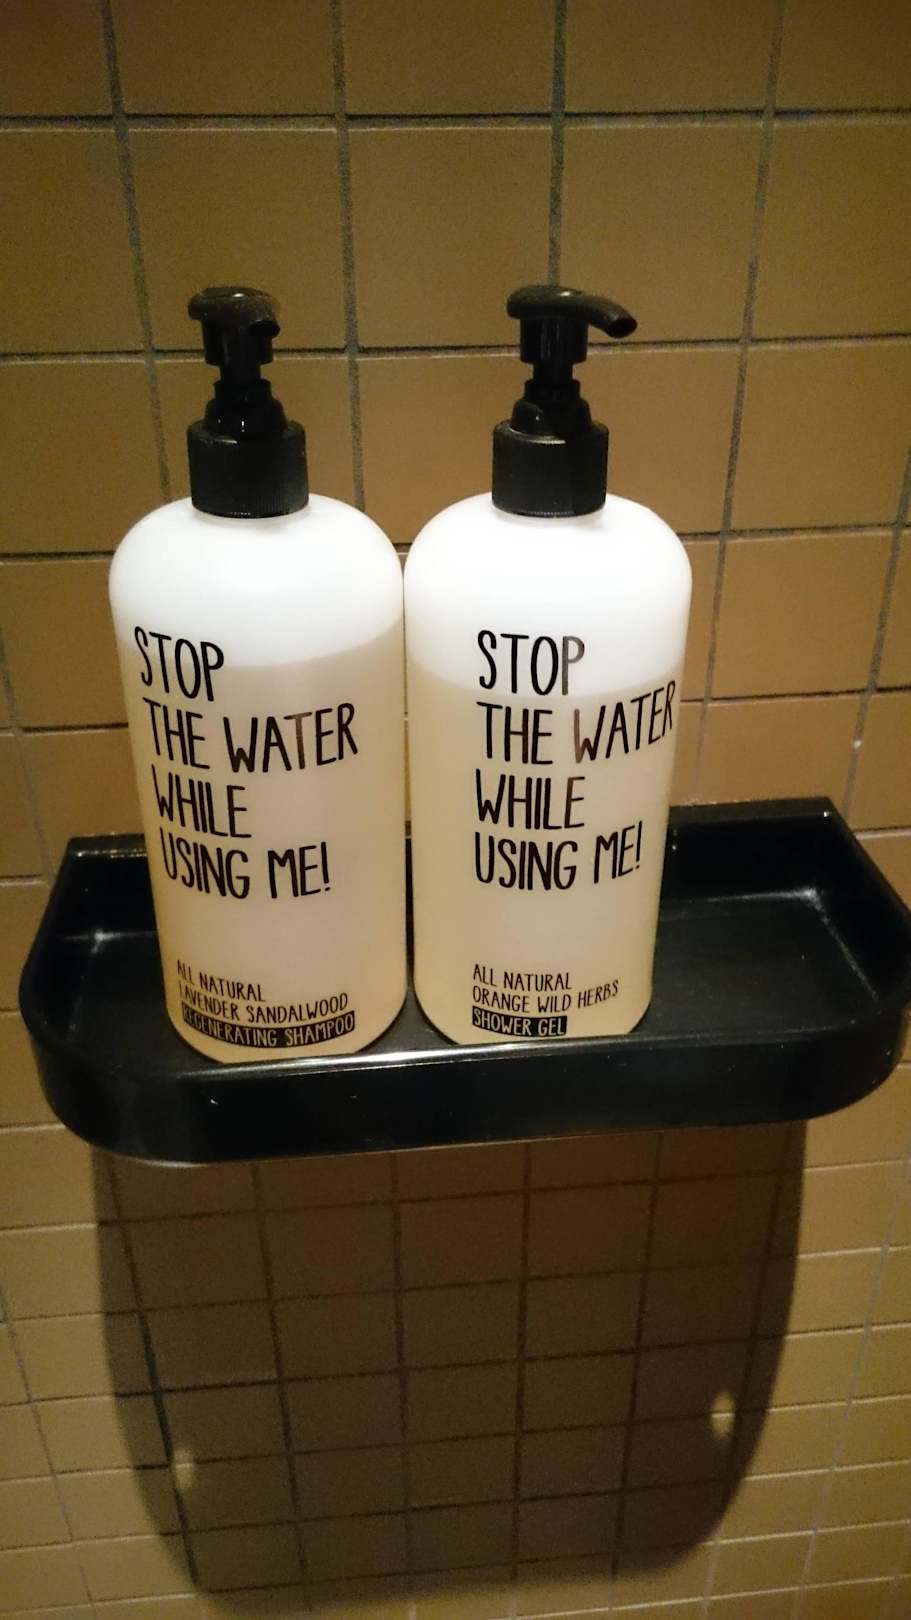 STOP
THE WATER
WHILE
USING ME!
ALL NATURAL
LAVENDER SANDALWOOD
REGENERATING SHAMPOO
STOP
THE WATER
WHILE
USING ME!
ALL NATURAL
ORANGE WILD HERBS
SHOWER GEL